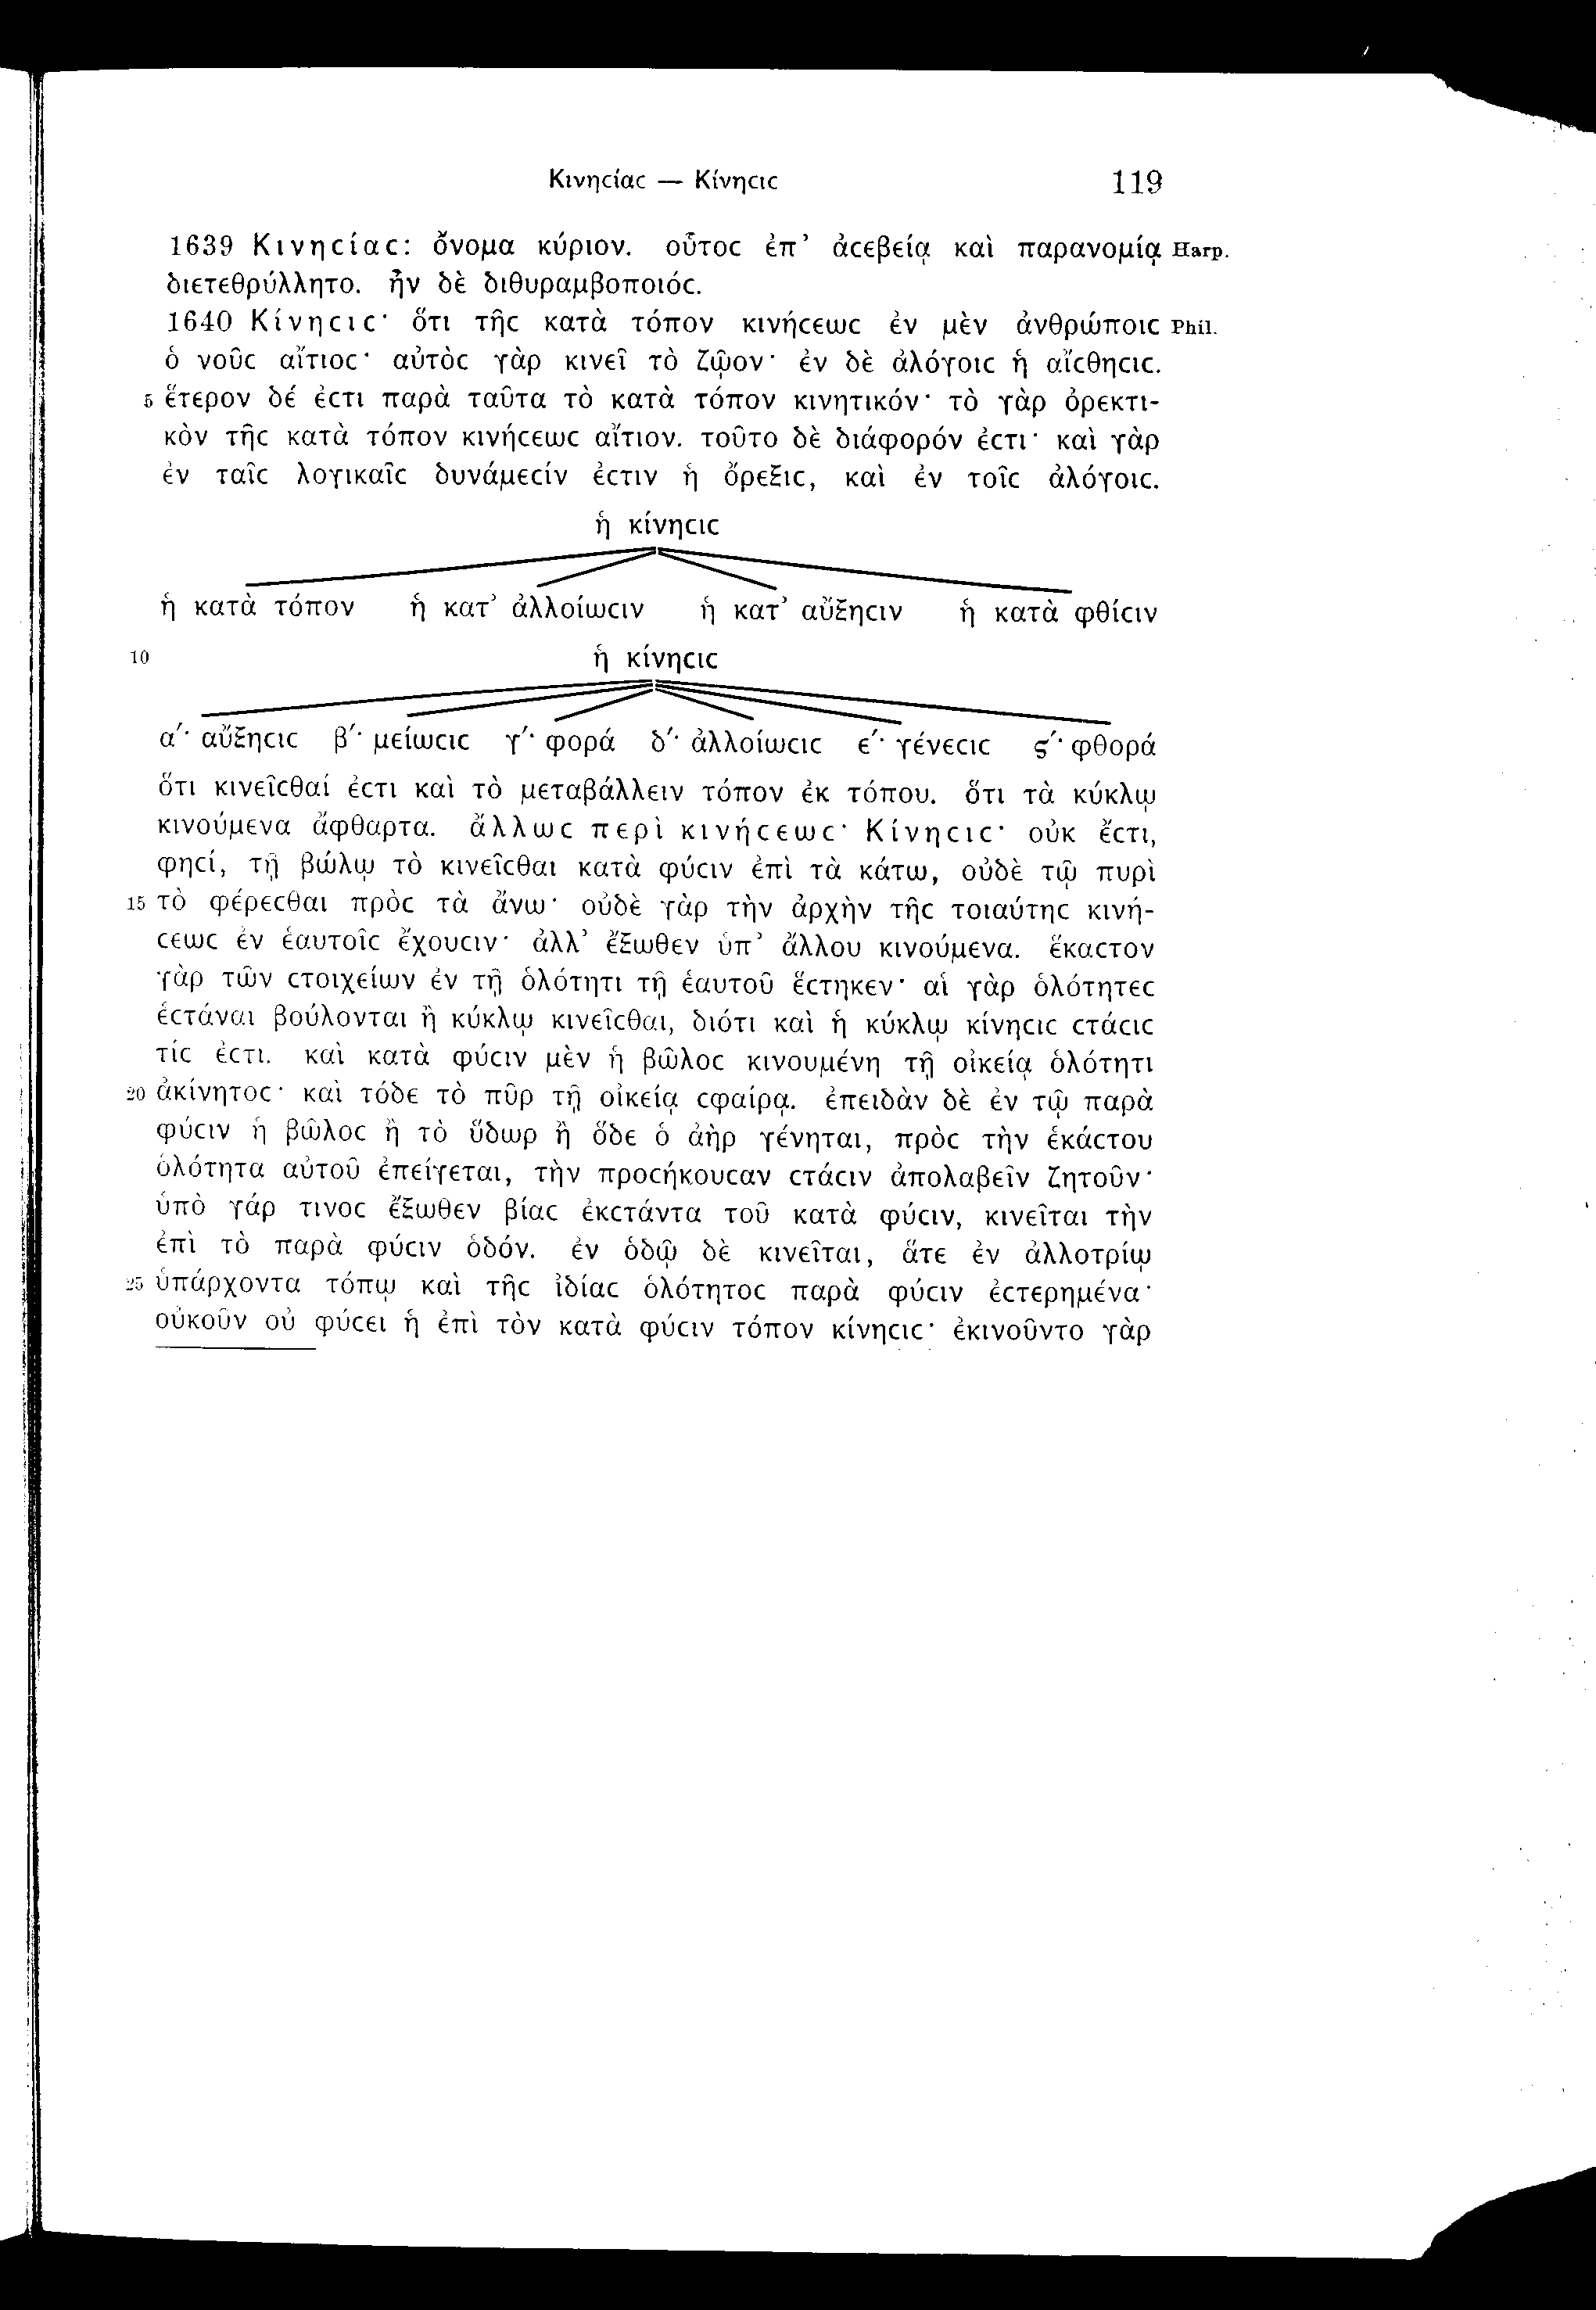 Κινηϲίαϲ — Κίνηϲιϲ 119
1639 Κινηϲίαϲ: ὄνομα κύριον. οὗτοϲ ἐπ’ ἀϲεβείᾳ καὶ παρανομίᾳ Harp.
διετεθρύλλητο. ἦν δὲ διθυραμβοποιόϲ.
1640 Κίνηϲιϲ· ὅτι τῆϲ κατὰ τόπον κινήϲεωϲ ἐν μὲν ἀνθρώποιϲ Phil.
ὁ νοῦϲ αἴτιοϲ· αὐτὸϲ γὰρ κινεῖ τὸ ζῷον· ἐν δὲ ἀλόγοιϲ ἡ αἴϲθηϲιϲ.
5 ἕτερον δέ ἐϲτι παρὰ ταῦτα τὸ κατὰ τόπον κινητικόν· τὸ γὰρ ὀρεκτι-
κὸν τῆϲ κατὰ τόπον κινήϲεωϲ αἴτιον. τοῦτο δὲ διάφορόν ἐϲτι· καὶ γὰρ
ἐν ταῖϲ λογικαῖϲ δυνάμεϲίν ἐϲτιν ἡ ὄρεξιϲ, καὶ ἐν τοῖϲ ἀλόγοιϲ.
ἡ κίνηϲιϲ
ἡ κατὰ τόπον ἡ κατ’ ἀλλοίωϲιν ἡ κατ’ αὔξηϲιν ἡ κατὰ φθίϲιν
10 ἡ κίνηϲιϲ
α′· αὔξηϲιϲ β′· μείωϲιϲ γ′· φορά δ′· ἀλλοίωϲιϲ ε′· γένεϲιϲ ϛ′· φθορά
ὅτι κινεῖϲθαί ἐϲτι καὶ τὸ μεταβάλλειν τόπον ἐκ τόπου. ὅτι τὰ κύκλῳ
κινούμενα ἄφθαρτα. ἄλλωϲ περὶ κινήϲεωϲ· Κίνηϲιϲ· οὐκ ἔϲτι,
φηϲί, τῇ βώλῳ τὸ κινεῖϲθαι κατὰ φύϲιν ἐπὶ τὰ κάτω, οὐδὲ τῷ πυρὶ
15 τὸ φέρεϲθαι πρὸϲ τὰ ἄνω· οὐδὲ γὰρ τὴν ἀρχὴν τῆϲ τοιαύτηϲ κινή-
ϲεωϲ ἐν ἑαυτοῖϲ ἔχουϲιν· ἀλλ’ ἔξωθεν ὑπ’ ἄλλου κινούμενα. ἕκαϲτον
γὰρ τῶν ϲτοιχείων ἐν τῇ ὁλότητι τῇ ἑαυτοῦ ἕϲτηκεν· αἱ γὰρ ὁλότητεϲ
ἑϲτάναι βούλονται ἢ κύκλῳ κινεῖϲθαι, διότι καὶ ἡ κύκλῳ κίνηϲιϲ ϲτάϲιϲ
τίϲ ἐϲτι. καὶ κατὰ φύϲιν μὲν ἡ βῶλοϲ κινουμένη τῇ οἰκείᾳ ὁλότητι
20 ἀκίνητοϲ· καὶ τόδε τὸ πῦρ τῇ οἰκείᾳ ϲφαίρᾳ. ἐπειδὰν δὲ ἐν τῷ παρὰ
φύϲιν ἡ βῶλοϲ ἢ τὸ ὕδωρ ἢ ὅδε ὁ ἀὴρ γένηται, πρὸϲ τὴν ἑκάϲτου
ὁλότητα αὐτοῦ ἐπείγεται, τὴν προϲήκουϲαν ϲτάϲιν ἀπολαβεῖν ζητοῦν·
ὑπὸ γάρ τινοϲ ἔξωθεν βίαϲ ἐκϲτάντα τοῦ κατὰ φύϲιν, κινεῖται τὴν
ἐπὶ τὸ παρὰ φύϲιν ὁδόν. ἐν ὁδῷ δὲ κινεῖται, ἅτε ἐν ἀλλοτρίῳ
25 ὑπάρχοντα τόπῳ καὶ τῆϲ ἰδίαϲ ὁλότητοϲ παρὰ φύϲιν ἐϲτερημένα·
οὐκοῦν οὐ φύϲει ἡ ἐπὶ τὸν κατὰ φύϲιν τόπον κίνηϲιϲ· ἐκινοῦντο γὰρ